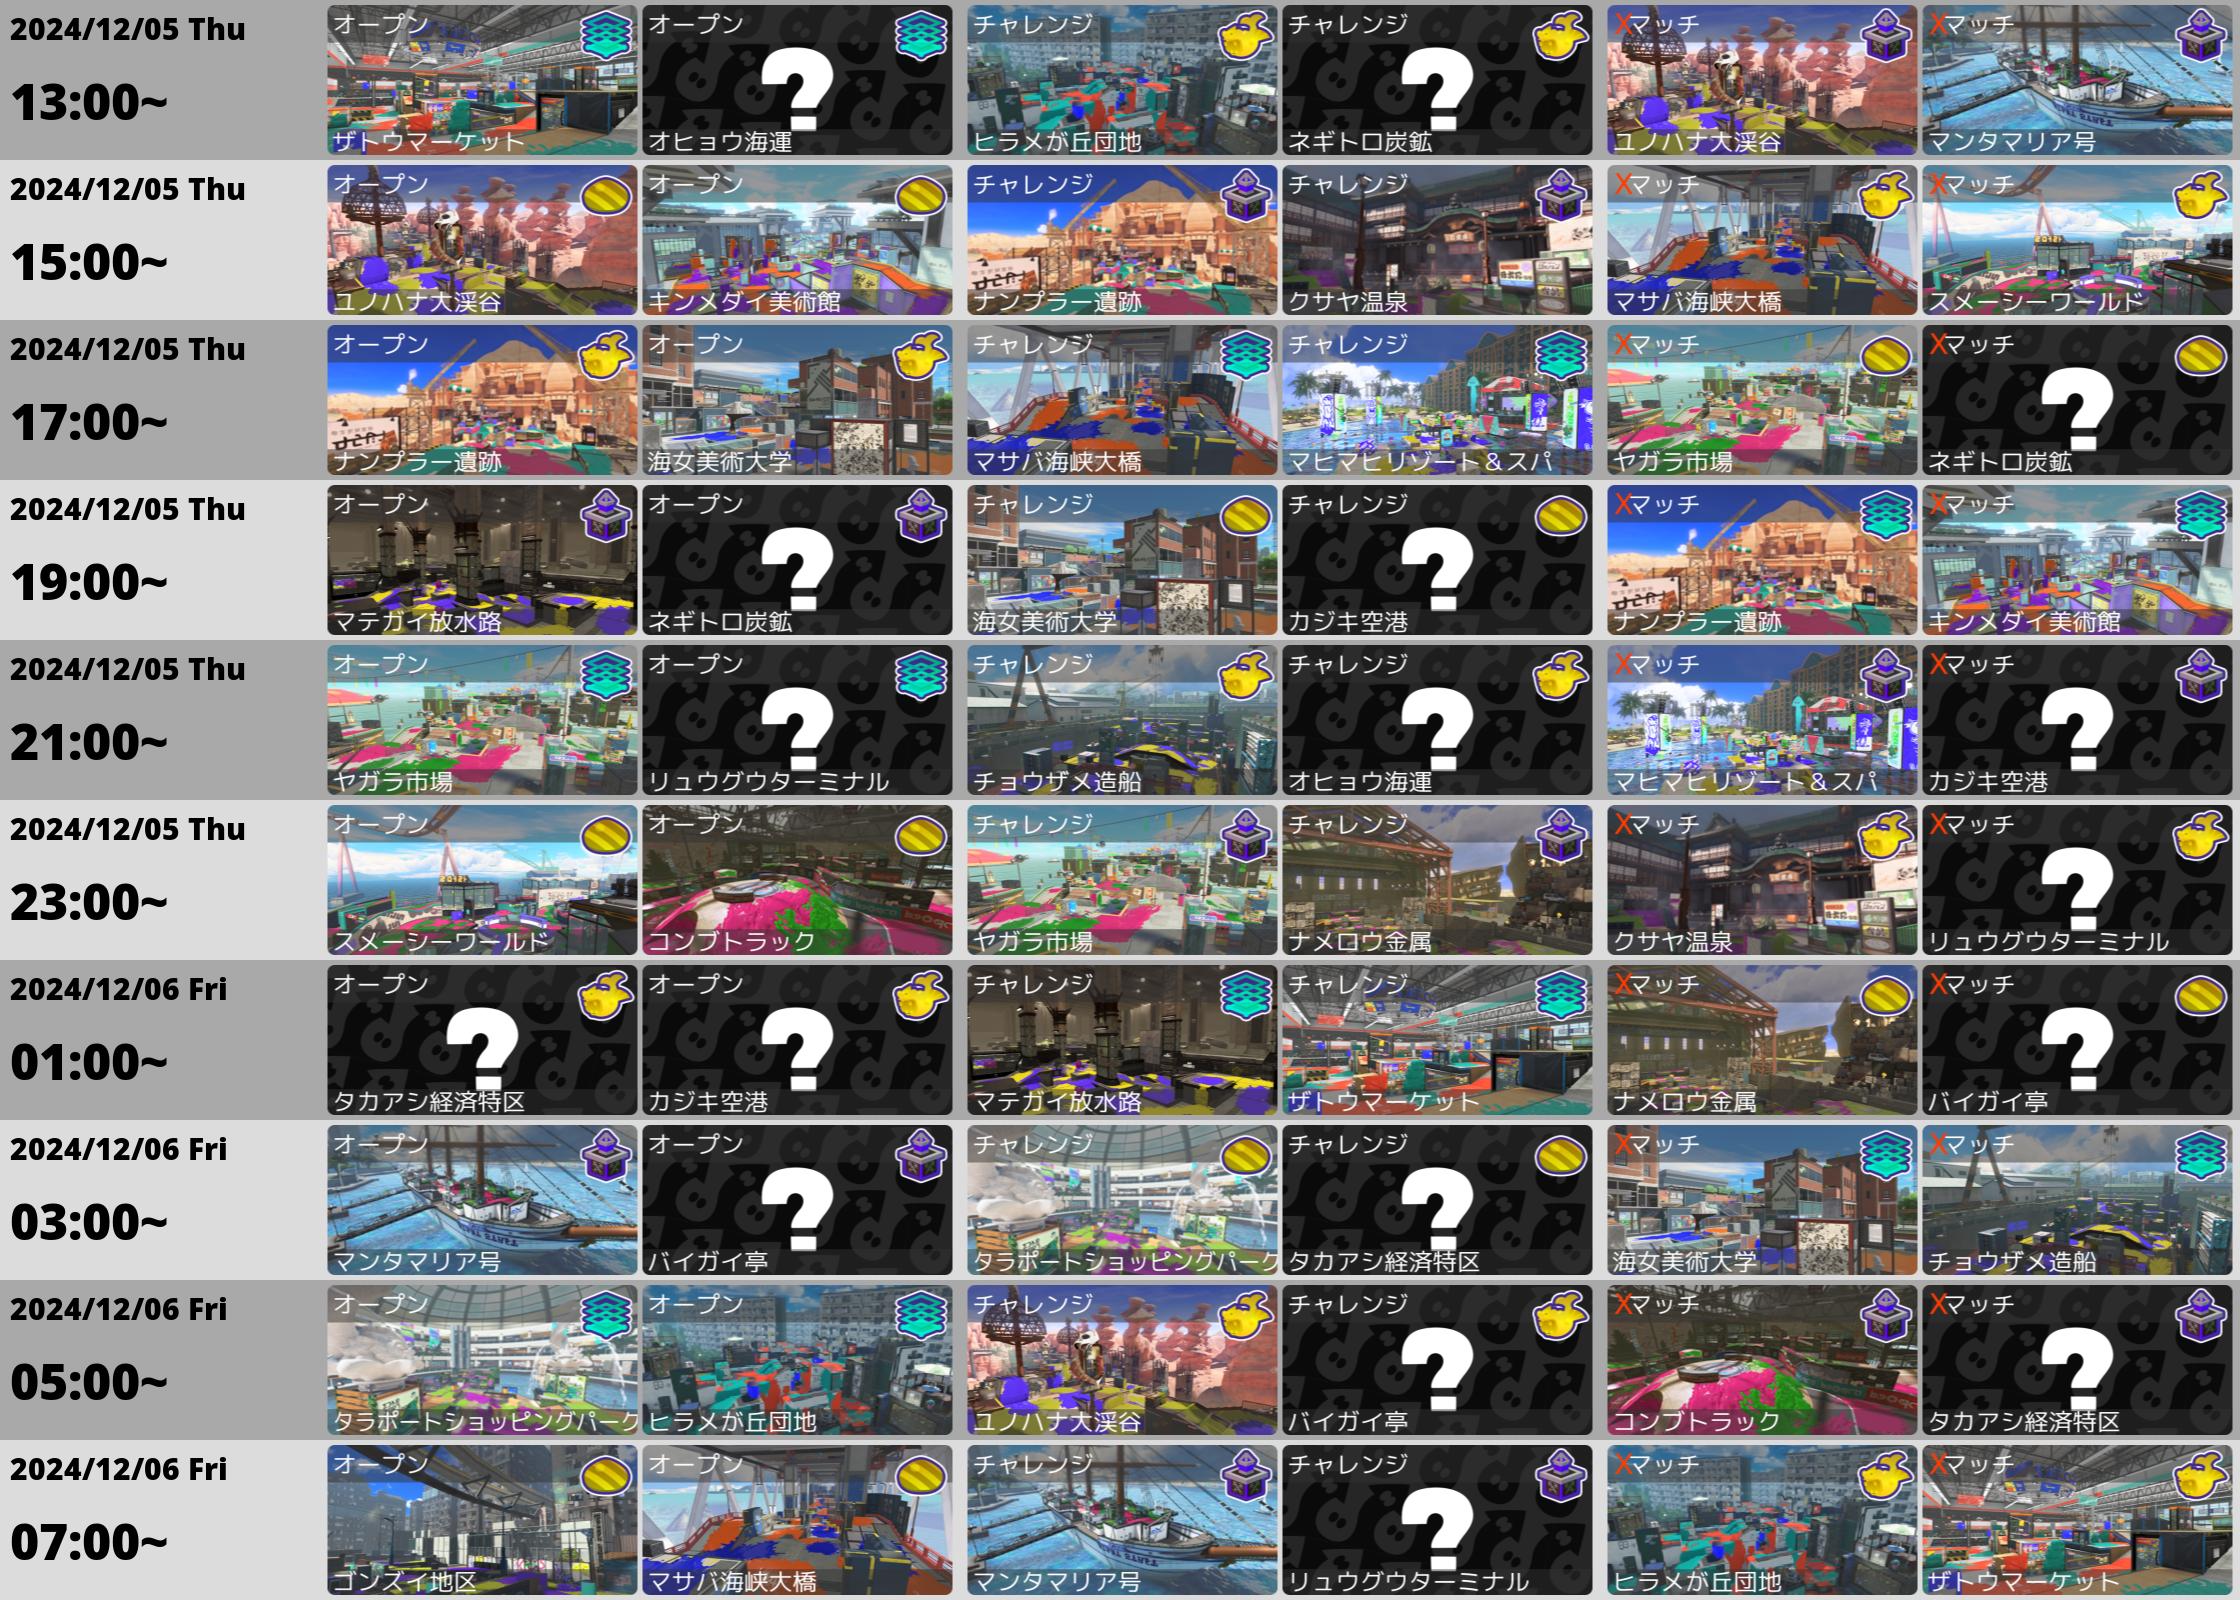 2024/12/05 Thu
13:00~
オープン
ザトウマーケット
オープン
オヒョウ海運
チャレンジ
ヒラメが丘団地
チャレンジ
ネギトロ炭鉱
Xマッチ
ユノハナ大渓谷
Xマッチ
マンタマリア号
2024/12/05 Thu
15:00~
オープン
ユノハナ大渓谷
オープン
キンメダイ美術館
チャレンジ
ナンプラー遺跡
チャレンジ
クサヤ温泉
Xマッチ
マサバ海峡大橋
Xマッチ
スメーシーワールド
2024/12/05 Thu
17:00~
オープン
ナンプラー遺跡
オープン
海女美術大学
チャレンジ
マサバ海峡大橋
チャレンジ
マヒマヒリゾート＆スパ
Xマッチ
ヤガラ市場
Xマッチ
ネギトロ炭鉱
2024/12/05 Thu
19:00~
オープン
マテガイ放水路
オープン
ネギトロ炭鉱
チャレンジ
海女美術大学
チャレンジ
カジキ空港
Xマッチ
ナンプラー遺跡
Xマッチ
キンメダイ美術館
2024/12/05 Thu
21:00~
オープン
ヤガラ市場
オープン
リュウグウターミナル
チャレンジ
チョウザメ造船
チャレンジ
オヒョウ海運
Xマッチ
マヒマヒリゾート＆スパ
Xマッチ
カジキ空港
2024/12/05 Thu
23:00~
オープン
スメーシーワールド
オープン
コンブトラック
チャレンジ
ヤガラ市場
チャレンジ
ナメロウ金属
Xマッチ
クサヤ温泉
Xマッチ
リュウグウターミナル
2024/12/06 Fri
01:00~
オープン
タカアシ経済特区
オープン
カジキ空港
チャレンジ
マテガイ放水路
チャレンジ
ザトウマーケット
Xマッチ
ナメロウ金属
Xマッチ
バイガイ亭
2024/12/06 Fri
03:00~
オープン
マンタマリア号
オープン
バイガイ亭
チャレンジ
タラポートショッピングパーク
チャレンジ
タカアシ経済特区
Xマッチ
海女美術大学
Xマッチ
チョウザメ造船
2024/12/06 Fri
05:00~
オープン
タラポートショッピングパーク
オープン
ヒラメが丘団地
チャレンジ
ユノハナ大渓谷
チャレンジ
バイガイ亭
Xマッチ
コンブトラック
Xマッチ
タカアシ経済特区
2024/12/06 Fri
07:00~
オープン
ゴンズイ地区
オープン
マサバ海峡大橋
チャレンジ
マンタマリア号
チャレンジ
リュウグウターミナル
Xマッチ
ヒラメが丘団地
Xマッチ
ザトウマーケット